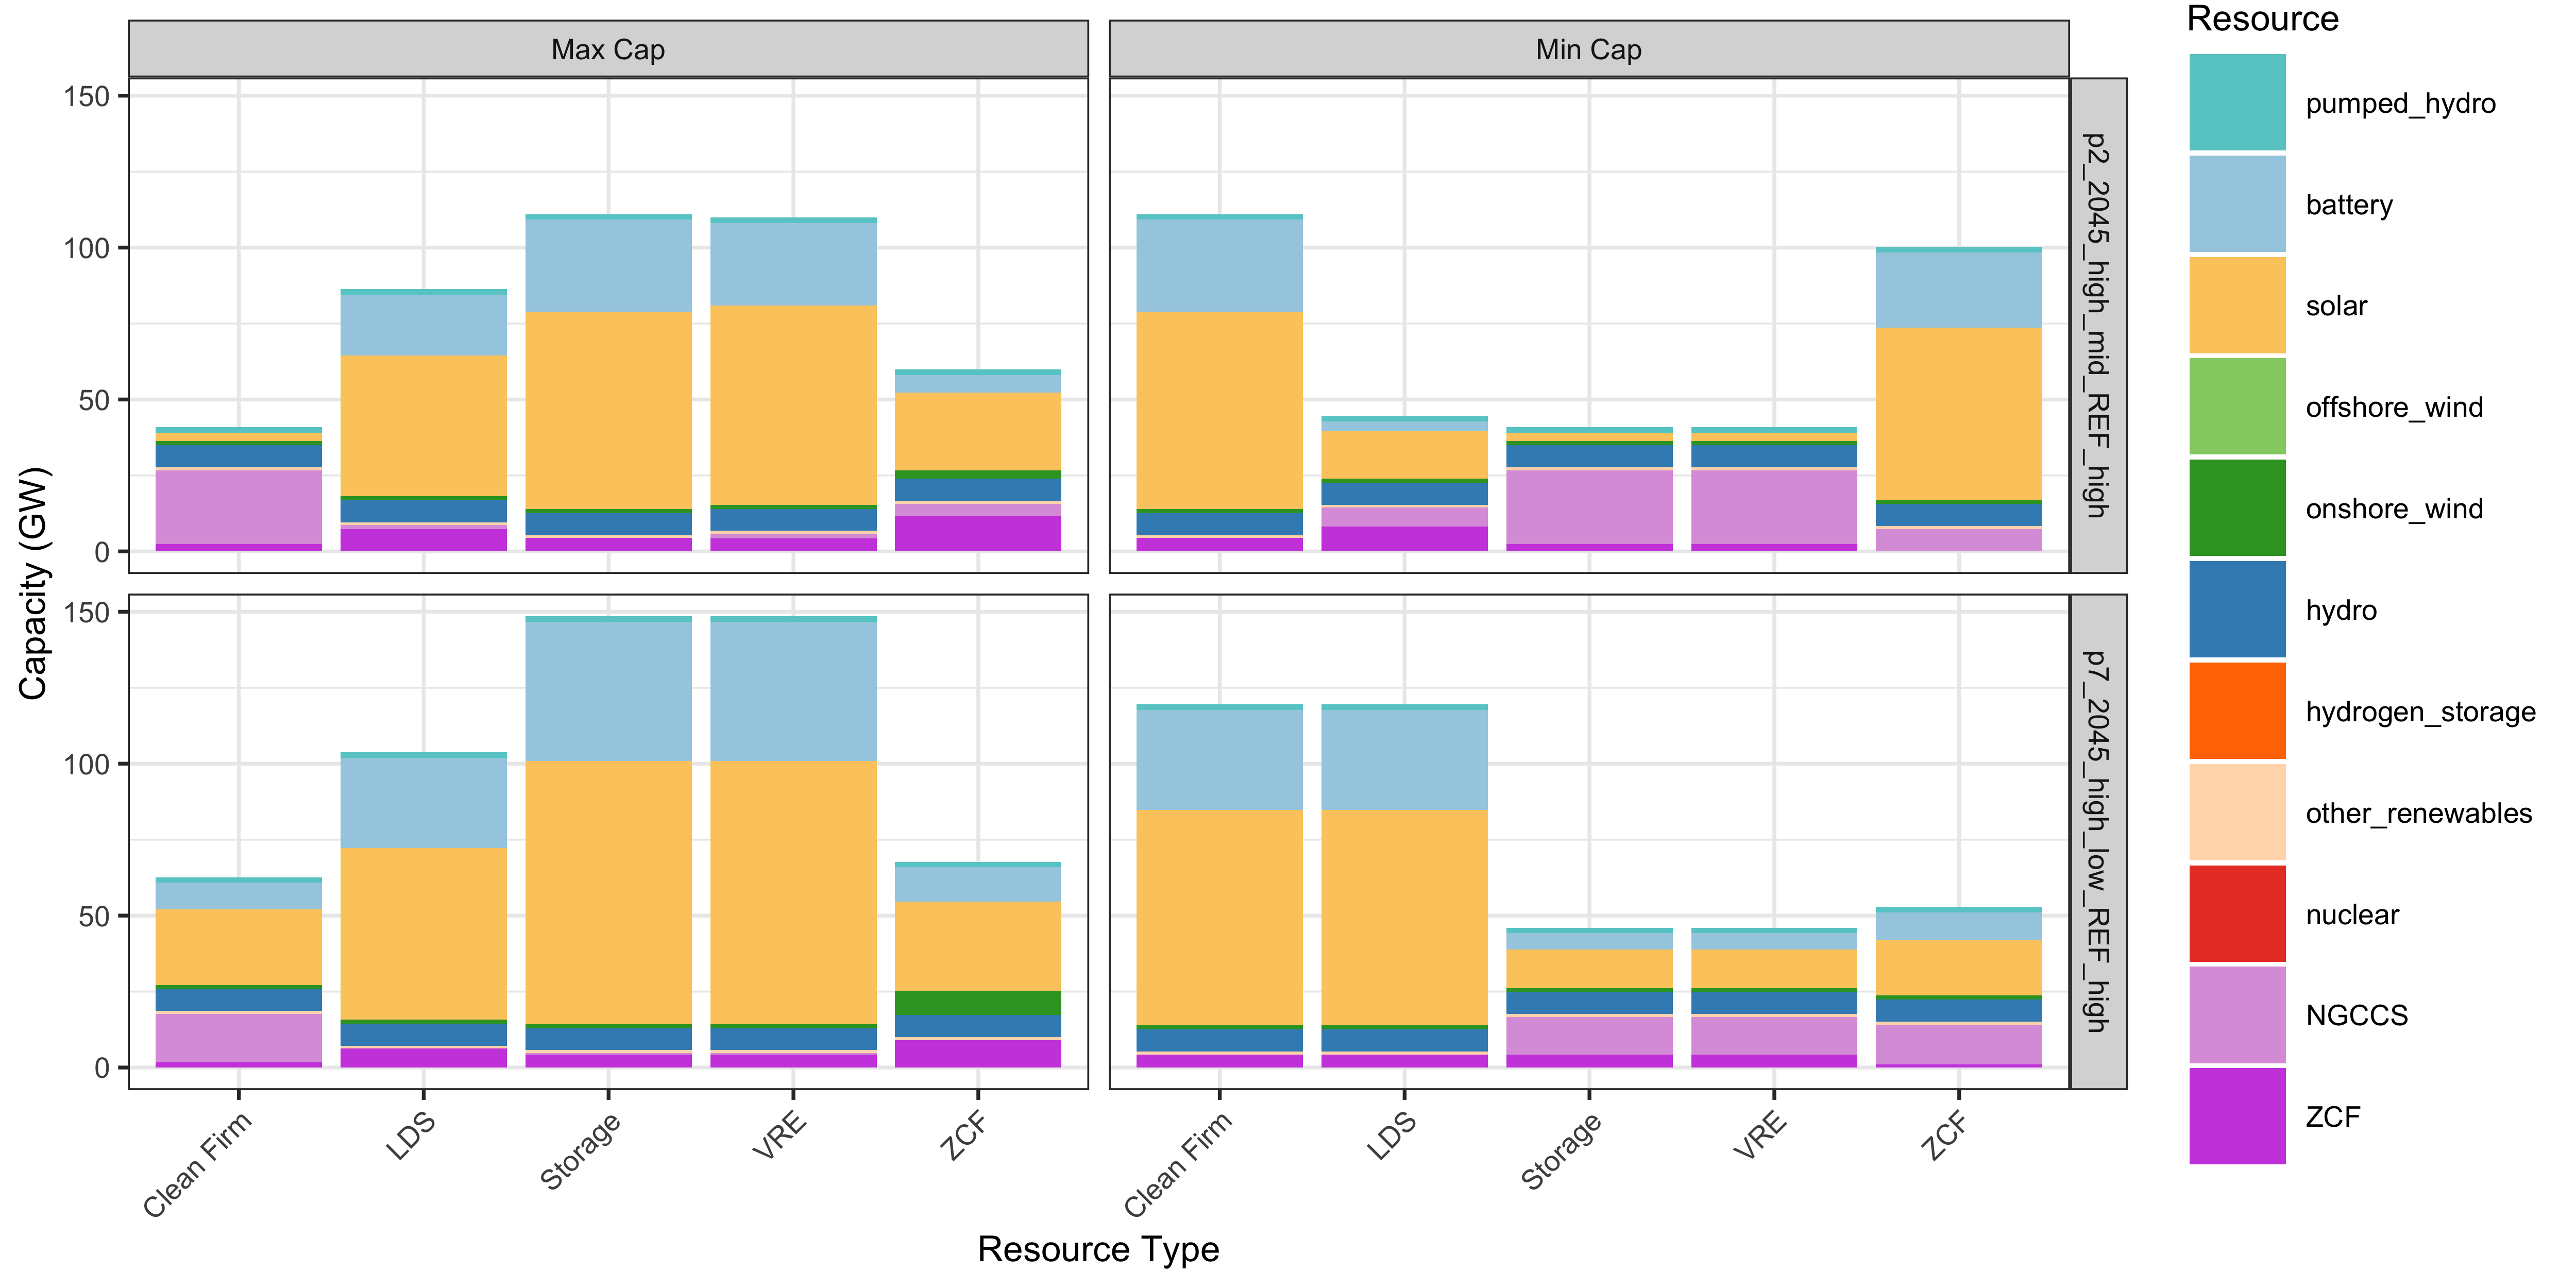 Max Cap
Min Cap
Resource
pumped_hydro
battery
solar
offshore_wind
onshore_wind
hydro
hydrogen_storage
other_renewables
nuclear
NGCCS
ZCF
Capacity (GW)
150
100
50
0
p2_2045_high_mid_REF_high
150
100
50
0
p7_2045_high_low_REF_high
Clean Firm
LDS
Storage
VRE
ZCF
Clean Firm
LDS
Storage
VRE
ZCF
Resource Type